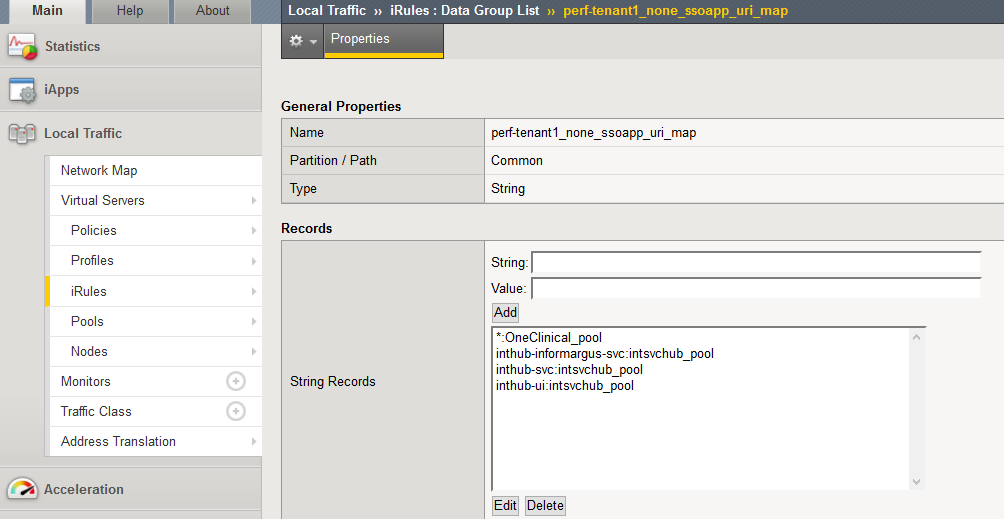 Main
Help
About
Local Traffic ›› iRules : Data Group List ›› perf-tenant1_none_ssoapp_uri_map
Properties
Statistics
iApps
Local Traffic
Network Map
Virtual Servers
Policies
Profiles
iRules
Pools
Nodes
Monitors
Traffic Class
Address Translation
Acceleration
General Properties
Name perf-tenant1_none_ssoapp_uri_map
Partition / Path Common
Type String
Records
String Records
String:
Value:
Add
*:OneClinical_pool
inthub-informargus-svc:intsvchub_pool
inthub-svc:intsvchub_pool
inthub-ui:intsvchub_pool
Edit Delete